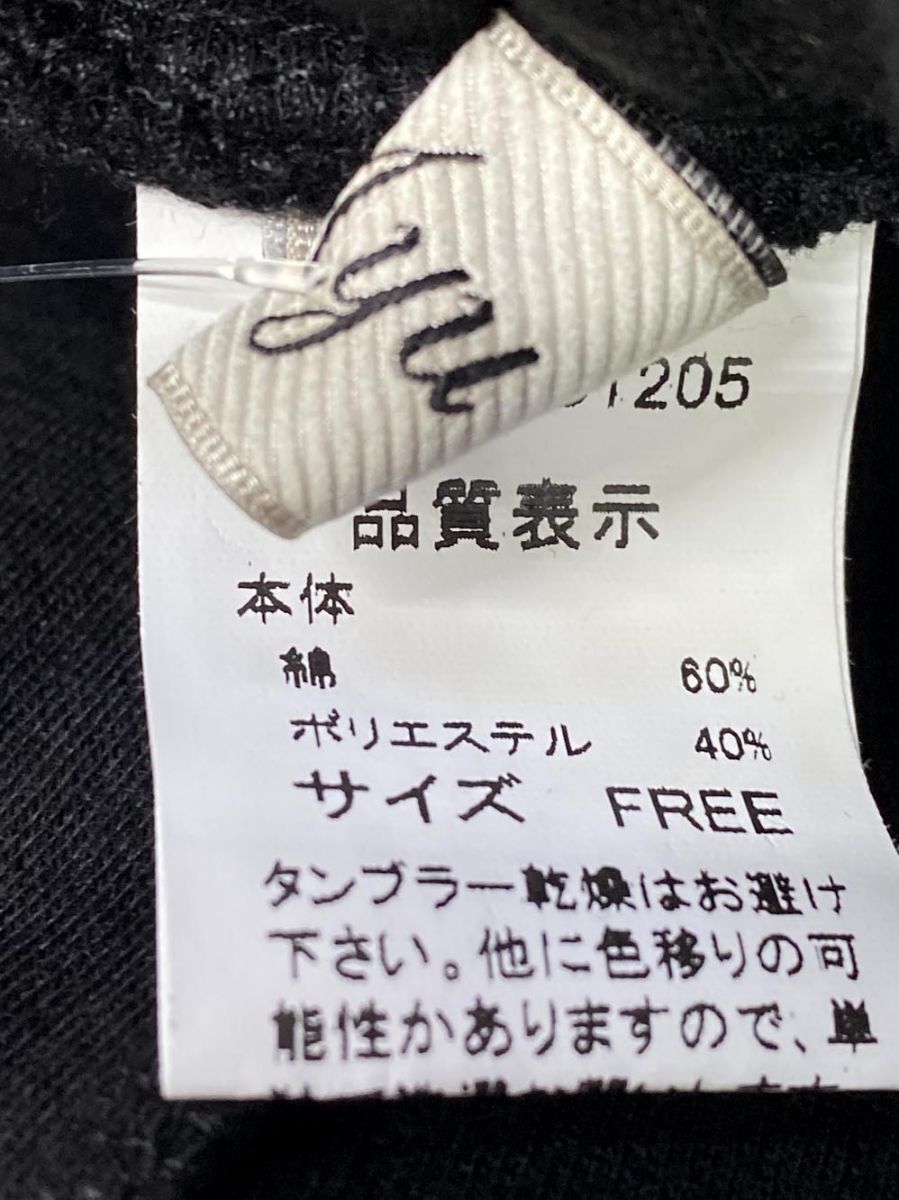 1205
品質表示
本体
綿 60%
ポリエステル 40%
サイズ FREE
タンブラー乾燥はお避け
下さい。他に色移りの可
能性がありますので、単